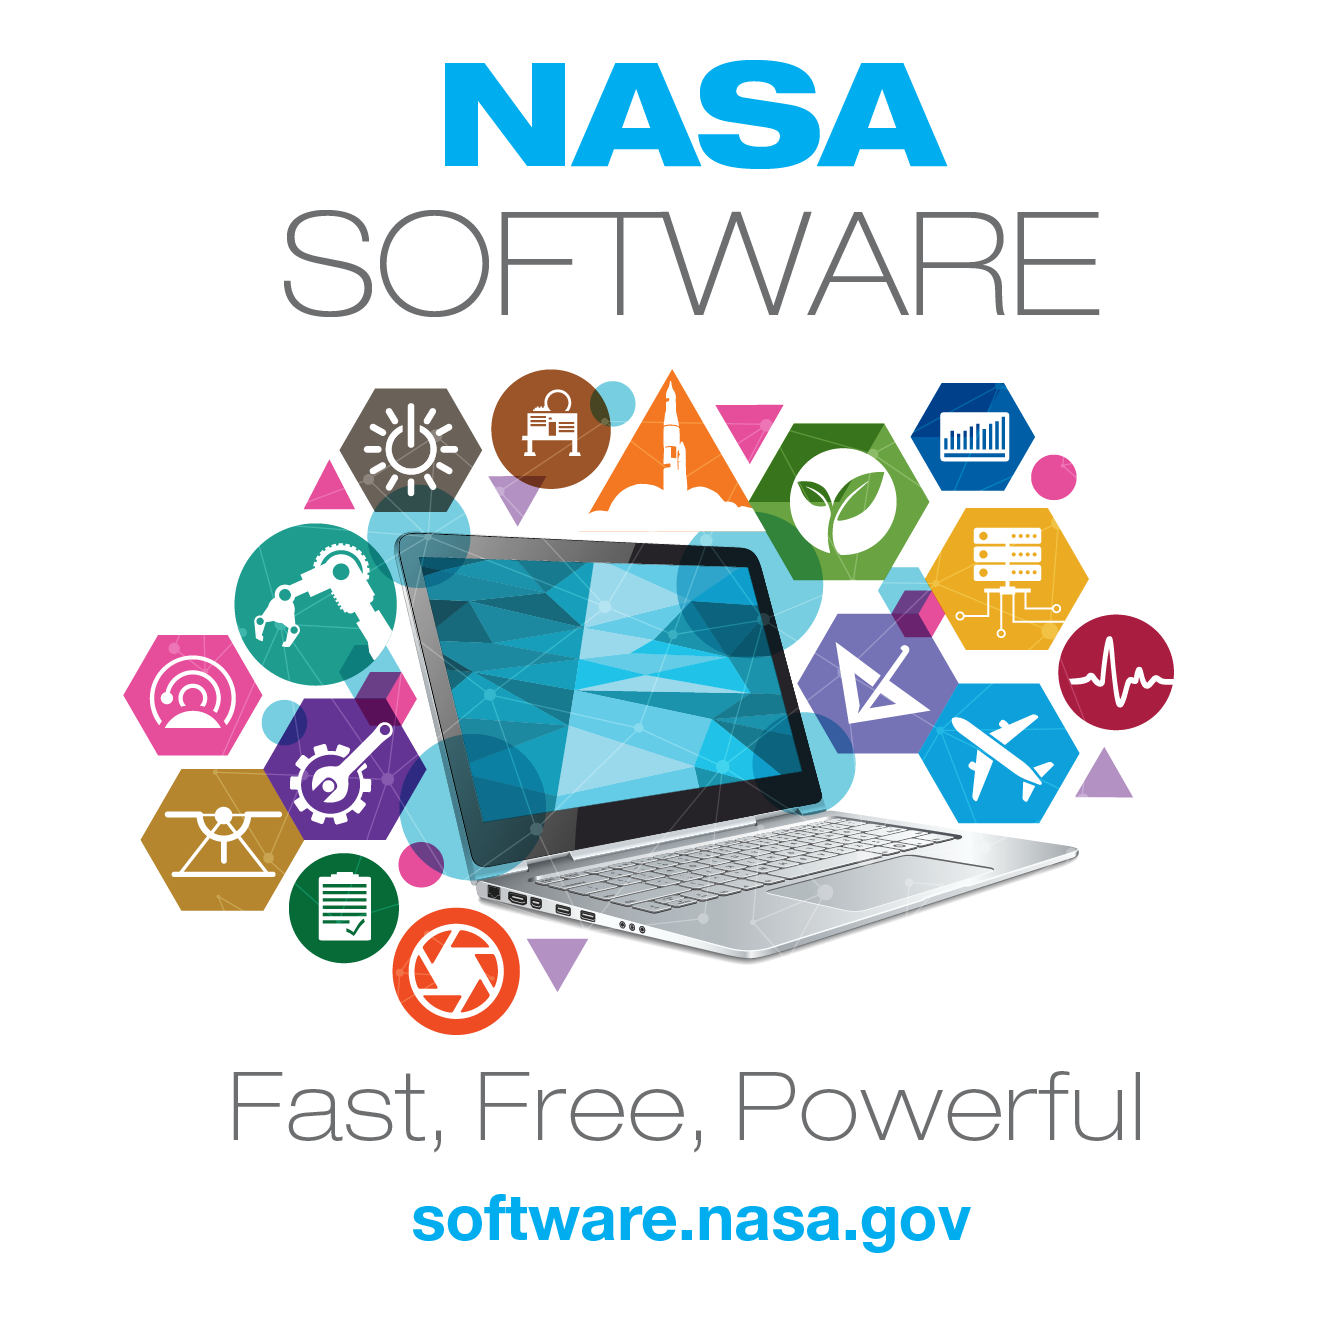 NASA
SOFTWARE
Fast, Free, Powerful
software.nasa.gov